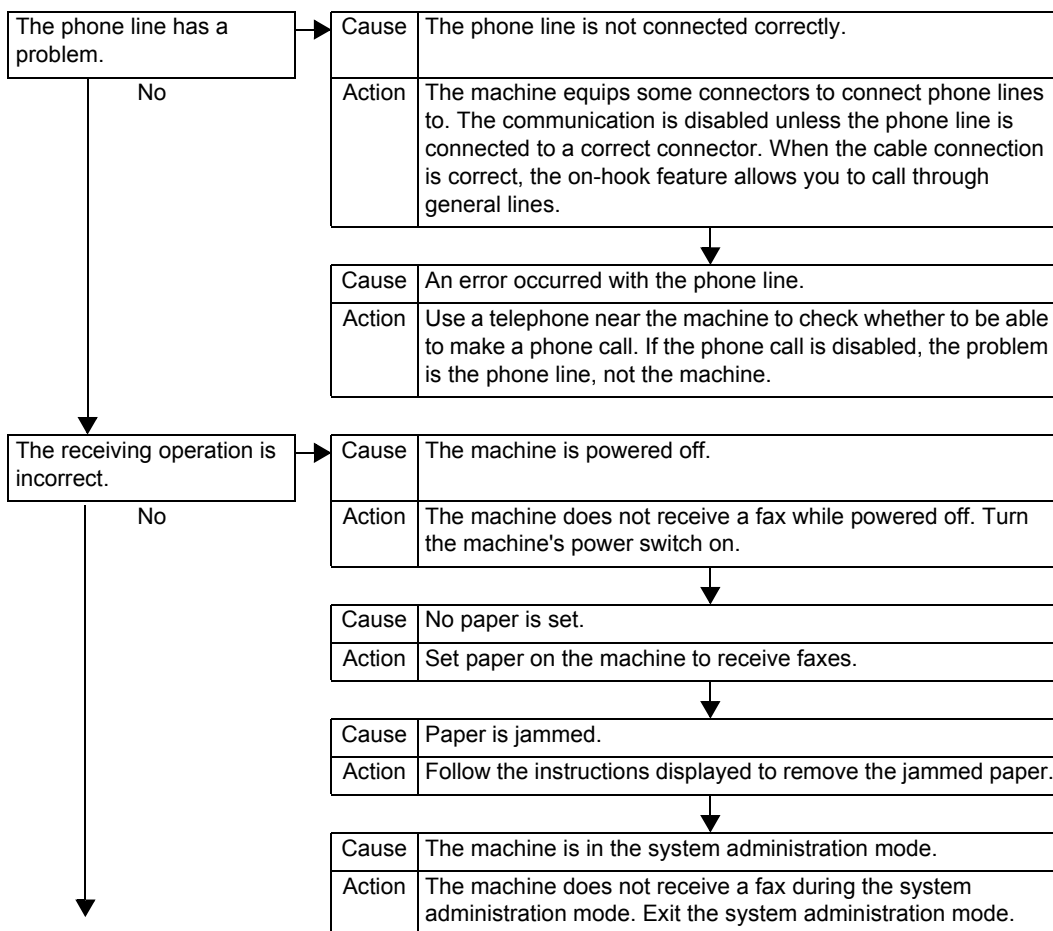 The phone line has a
problem.
Cause The phone line is not connected correctly.
No
Action The machine equips some connectors to connect phone lines
to. The communication is disabled unless the phone line is
connected to a correct connector. When the cable connection
is correct, the on-hook feature allows you to call through
general lines.
Cause An error occurred with the phone line.
Action Use a telephone near the machine to check whether to be able
to make a phone call. If the phone call is disabled, the problem
is the phone line, not the machine.
The receiving operation is
incorrect.
Cause The machine is powered off.
No
Action The machine does not receive a fax while powered off. Turn
the machine's power switch on.
Cause No paper is set.
Action Set paper on the machine to receive faxes.
Cause Paper is jammed.
Action Follow the instructions displayed to remove the jammed paper.
Cause The machine is in the system administration mode.
Action The machine does not receive a fax during the system
administration mode. Exit the system administration mode.